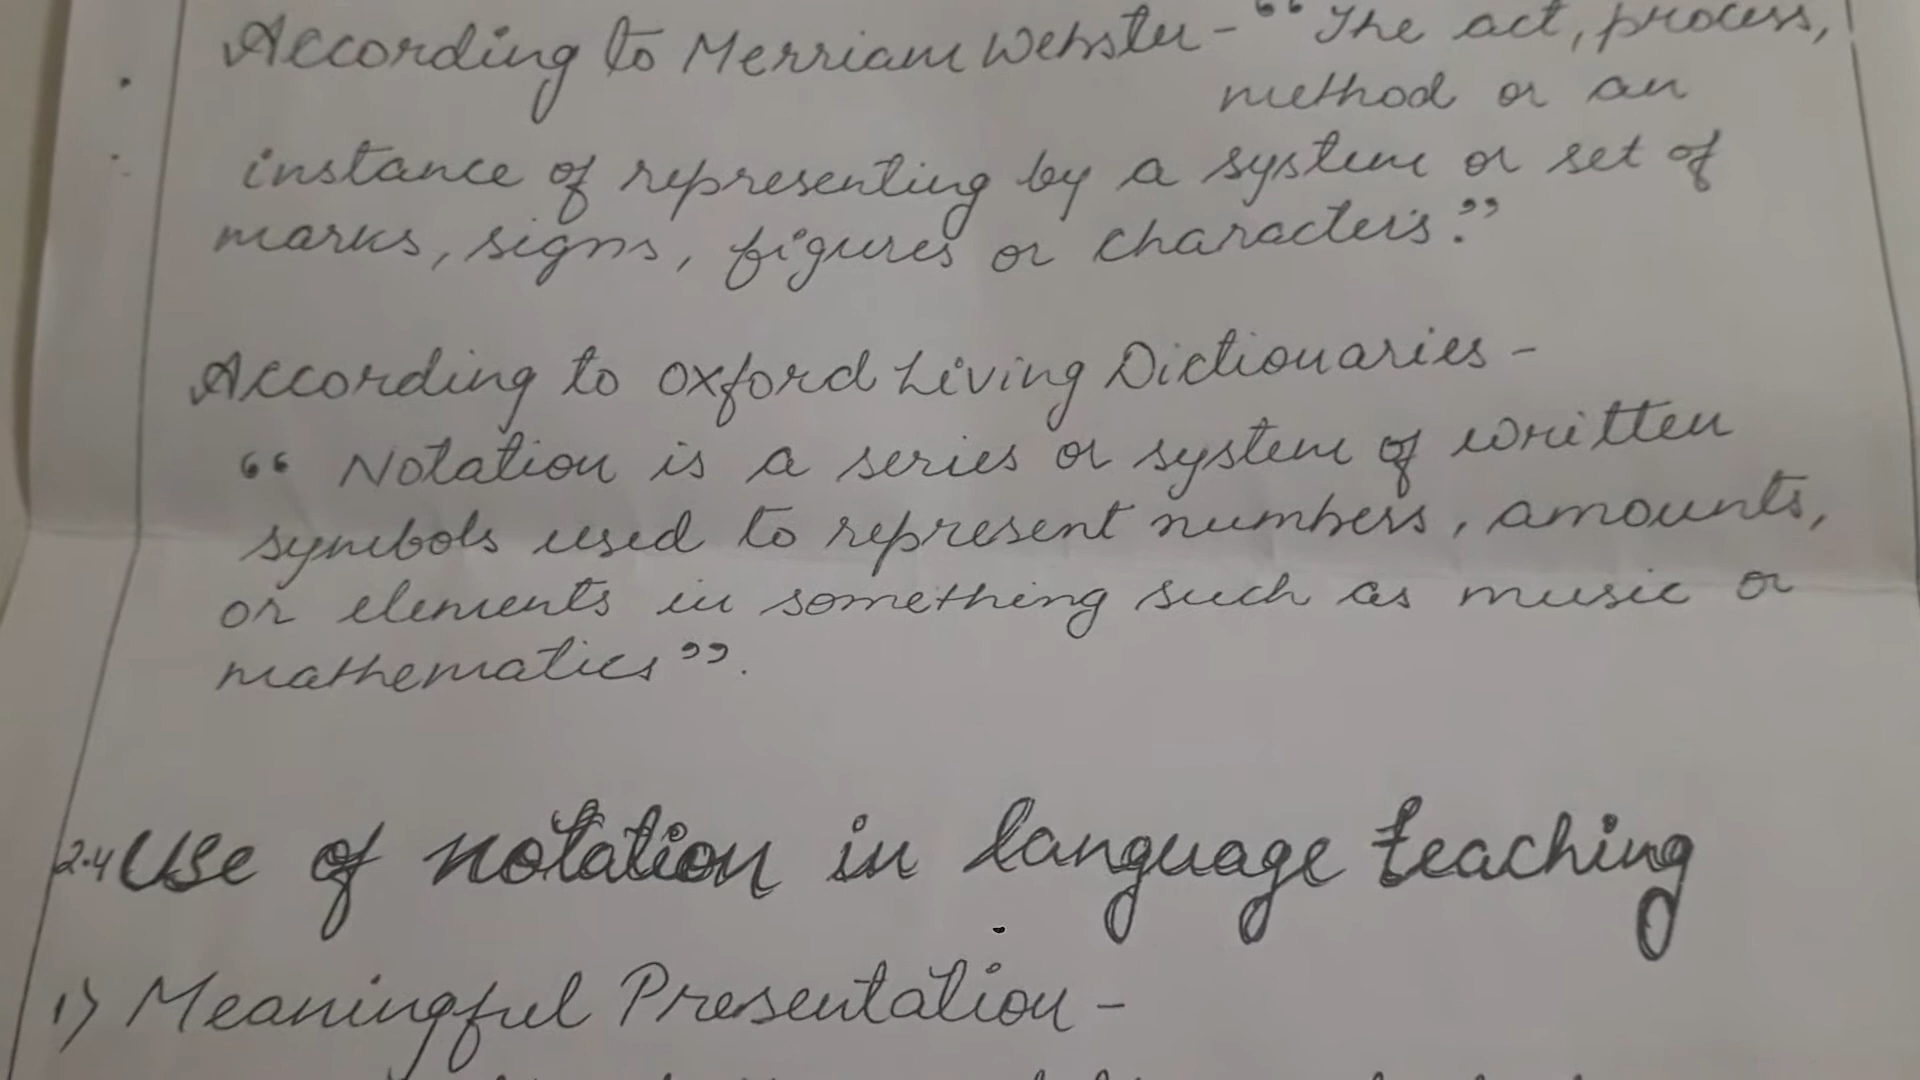 According to Merriam Webster - "The act, process,
method or an
instance of representing by a system or set of
marks, signs, figures or characters."
According to Oxford Living Dictionaries -
"Notation is a series or system of written
symbols used to represent numbers, amounts,
or elements in something such as music or
mathematics".
2.4 Use of notation in language teaching
1) Meaningful Presentation -